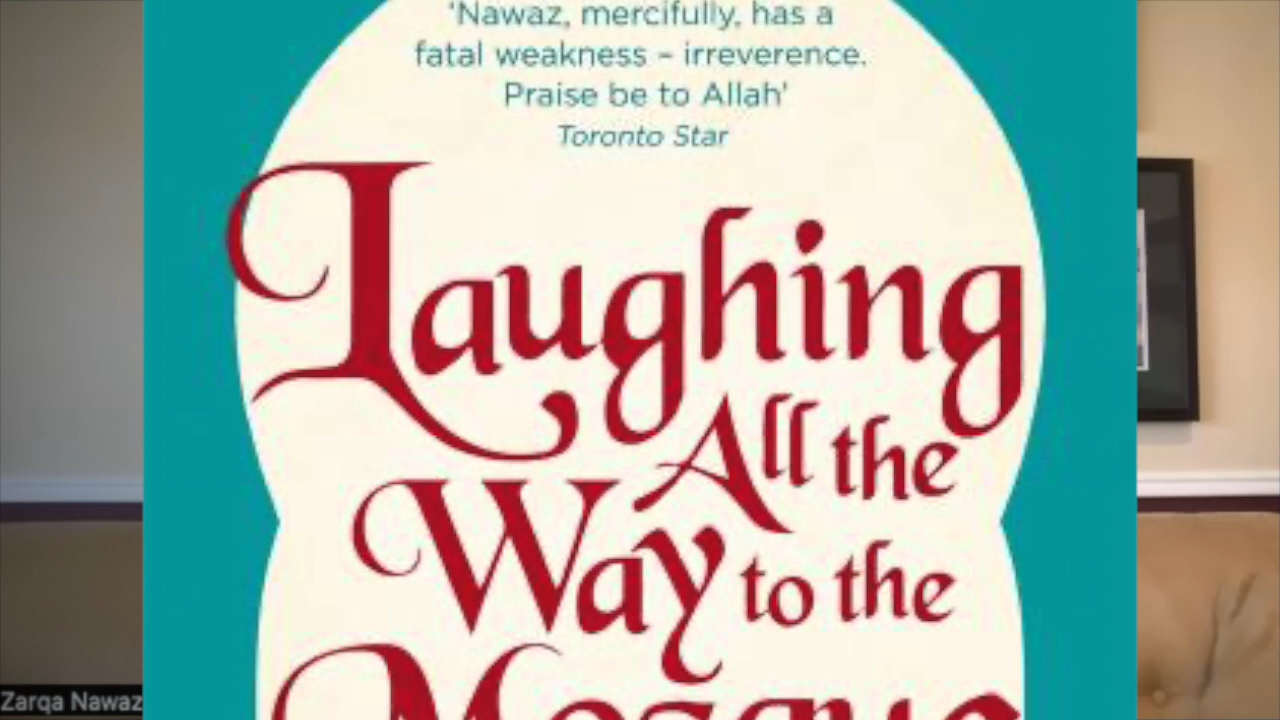 ‘Nawaz, mercifully, has a
fatal weakness – irreverence.
Praise be to Allah’
Toronto Star
Laughing
All the
Way to the
Mosque
Zarqa Nawaz